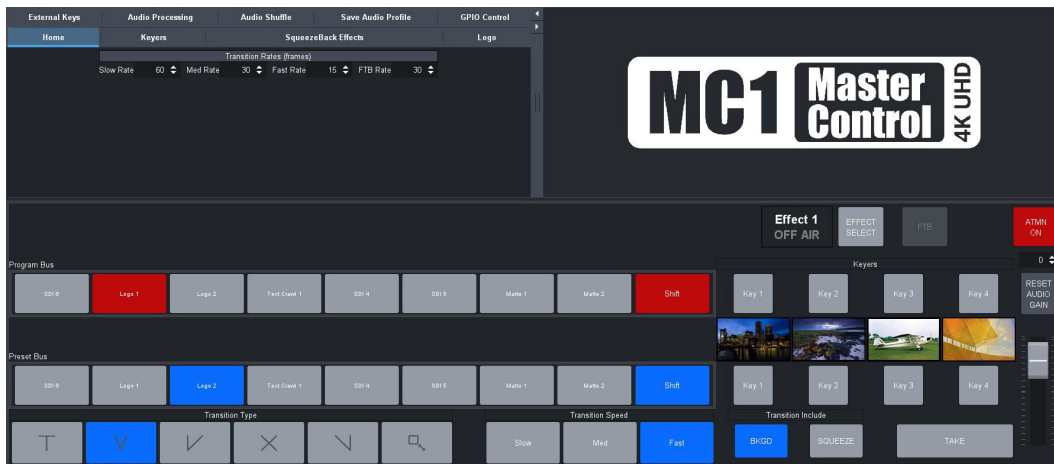 External Keys Audio Processing Audio Shuffle Save Audio Profile GPIO Control
Home Keyers SqueezeBack Effects Logo
Transition Rates (frames)
Slow Rate 60 Med Rate 30 Fast Rate 15 FTB Rate 30
MC1 Master Control 4K UHD
Effect 1
OFF AIR
EFFECT SELECT
FTB
ATMN ON
Program Bus
Keyers
0
SDI 6 Logo 1 Logo 2 Text Crawl 1 SDI 4 SDI 5 Matte 1 Matte 2 Shift
Key 1 Key 2 Key 3 Key 4
RESET AUDIO GAIN
Preset Bus
SDI 6 Logo 1 Logo 2 Text Crawl 1 SDI 4 SDI 5 Matte 1 Matte 2 Shift
Key 1 Key 2 Key 3 Key 4
Transition Type
Transition Speed
Transition Include
Slow Med Fast
BKGD SQUEEZE TAKE